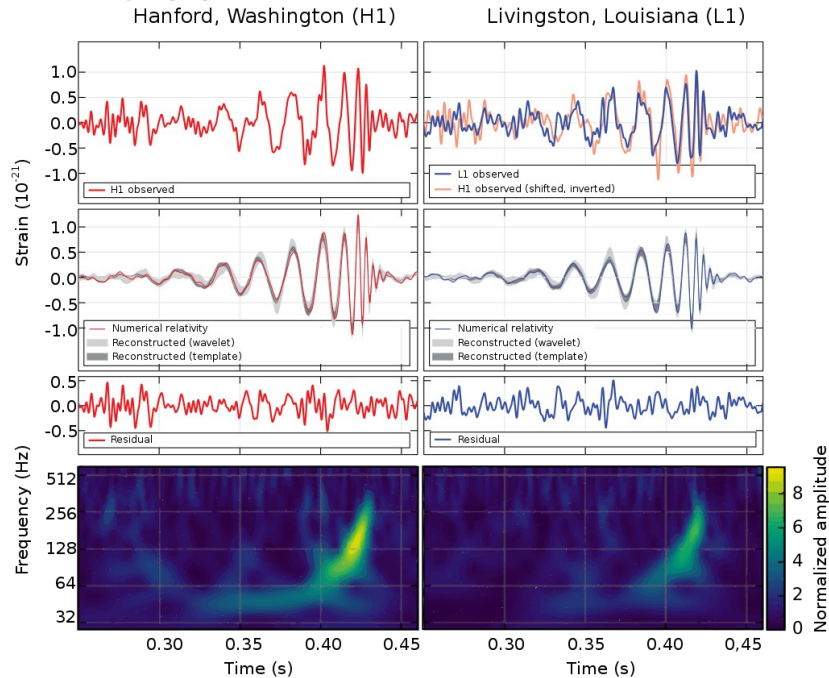 Hanford, Washington (H1)
Livingston, Louisiana (L1)
Strain (10⁻²¹)
1.0
0.5
0.0
-0.5
-1.0
H1 observed
L1 observed
H1 observed (shifted, inverted)
1.0
0.5
0.0
-0.5
-1.0
Numerical relativity
Reconstructed (wavelet)
Reconstructed (template)
Numerical relativity
Reconstructed (wavelet)
Reconstructed (template)
0.5
0.0
-0.5
Residual
Residual
Frequency (Hz)
512
256
128
64
32
0.30
0.35
0.40
0.45
Time (s)
0.30
0.35
0.40
0,45
Time (s)
8
6
4
2
0
Normalized amplitude